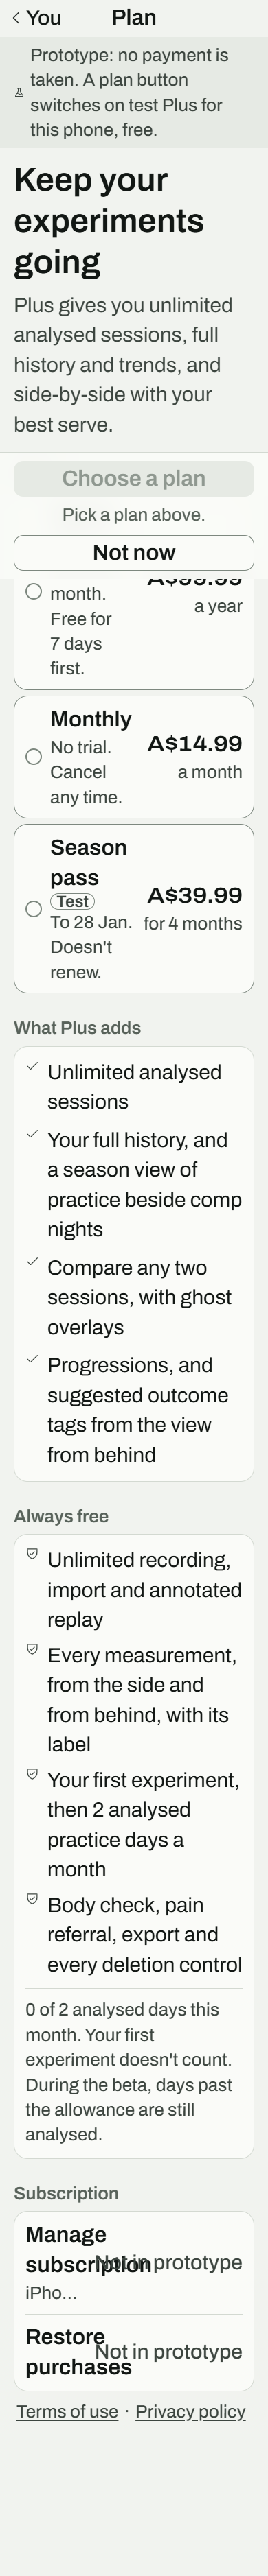 You
Plan
Prototype: no payment is
taken. A plan button
switches on test Plus for
this phone, free.
Keep your
experiments
going
Plus gives you unlimited
analysed sessions, full
history and trends, and
side-by-side with your
best serve.
Choose a plan
Pick a plan above.
Not now
month.
Free for
7 days
first.
A$99.99
a year
Monthly
No trial.
Cancel
any time.
A$14.99
a month
Season
pass
Test
To 28 Jan.
Doesn't
renew.
A$39.99
for 4 months
What Plus adds
Unlimited analysed
sessions
Your full history, and
a season view of
practice beside comp
nights
Compare any two
sessions, with ghost
overlays
Progressions, and
suggested outcome
tags from the view
from behind
Always free
Unlimited recording,
import and annotated
replay
Every measurement,
from the side and
from behind, with its
label
Your first experiment,
then 2 analysed
practice days a
month
Body check, pain
referral, export and
every deletion control
0 of 2 analysed days this
month. Your first
experiment doesn't count.
During the beta, days past
the allowance are still
analysed.
Subscription
Manage
subscription
iPho...
Not in prototype
Restore
purchases
Not in prototype
Terms of use · Privacy policy